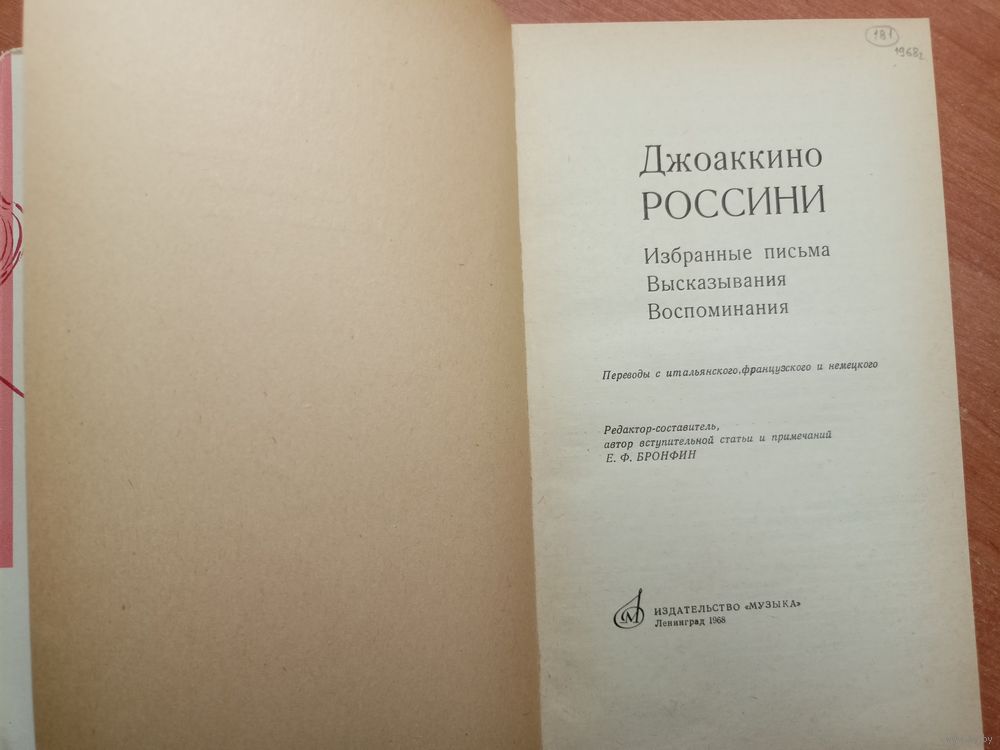 181
1968г
Джоаккино
РОССИНИ
Избранные письма
Высказывания
Воспоминания
Переводы с итальянского, французского и немецкого
Редактор-составитель,
автор вступительной статьи и примечаний
Е. Ф. БРОНФИН
ИЗДАТЕЛЬСТВО «МУЗЫКА»
Ленинград 1968